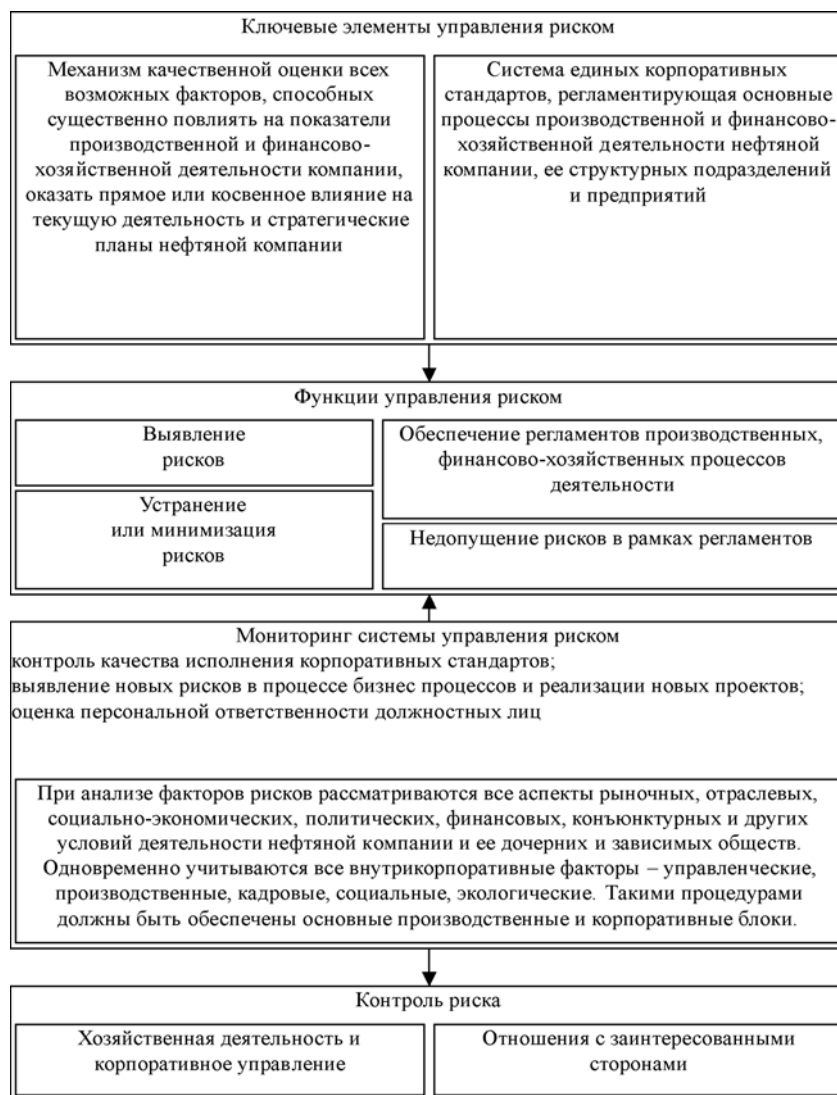 Ключевые элементы управления риском
Механизм качественной оценки всех
возможных факторов, способных
существенно повлиять на показатели
производственной и финансово-
хозяйственной деятельности компании,
оказать прямое или косвенное влияние на
текущую деятельность и стратегические
планы нефтяной компании
Система единых корпоративных
стандартов, регламентирующая основные
процессы производственной и финансово-
хозяйственной деятельности нефтяной
компании, ее структурных подразделений
и предприятий
Функции управления риском
Выявление
рисков
Устранение
или минимизация
рисков
Обеспечение регламентов производственных,
финансово-хозяйственных процессов
деятельности
Недопущение рисков в рамках регламентов
Мониторинг системы управления риском
контроль качества исполнения корпоративных стандартов;
выявление новых рисков в процессе бизнес процессов и реализации новых проектов;
оценка персональной ответственности должностных лиц
При анализе факторов рисков рассматриваются все аспекты рыночных, отраслевых,
социально-экономических, политических, финансовых, конъюнктурных и других
условий деятельности нефтяной компании и ее дочерних и зависимых обществ.
Одновременно учитываются все внутрикорпоративные факторы – управленческие,
производственные, кадровые, социальные, экологические. Такими процедурами
должны быть обеспечены основные производственные и корпоративные блоки.
Контроль риска
Хозяйственная деятельность и
корпоративное управление
Отношения с заинтересованными
сторонами